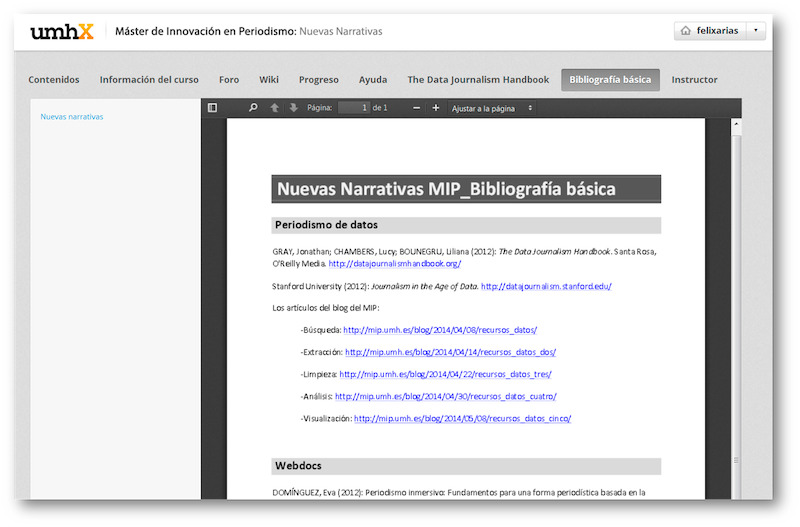 umhX Máster de Innovación en Periodismo: Nuevas Narrativas felixarias
Contenidos Información del curso Foro Wiki Progreso Ayuda The Data Journalism Handbook Bibliografía básica Instructor
Nuevas narrativas
Página: 1 de 1 Ajustar a la página
Nuevas Narrativas MIP_Bibliografía básica
Periodismo de datos
GRAY, Jonathan; CHAMBERS, Lucy; BOUNEGRU, Liliana (2012): The Data Journalism Handbook. Santa Rosa,
O'Reilly Media. http://datajournalismhandbook.org/
Stanford University (2012): Journalism in the Age of Data. http://datajournalism.stanford.edu/
Los artículos del blog del MIP:
-Búsqueda: http://mip.umh.es/blog/2014/04/08/recursos_datos/
-Extracción: http://mip.umh.es/blog/2014/04/14/recursos_datos_dos/
-Limpieza: http://mip.umh.es/blog/2014/04/22/recursos_datos_tres/
-Análisis: http://mip.umh.es/blog/2014/04/30/recursos_datos_cuatro/
-Visualización: http://mip.umh.es/blog/2014/05/08/recursos_datos_cinco/
Webdocs
DOMÍNGUEZ, Eva (2012): Periodismo inmersivo: Fundamentos para una forma periodística basada en la